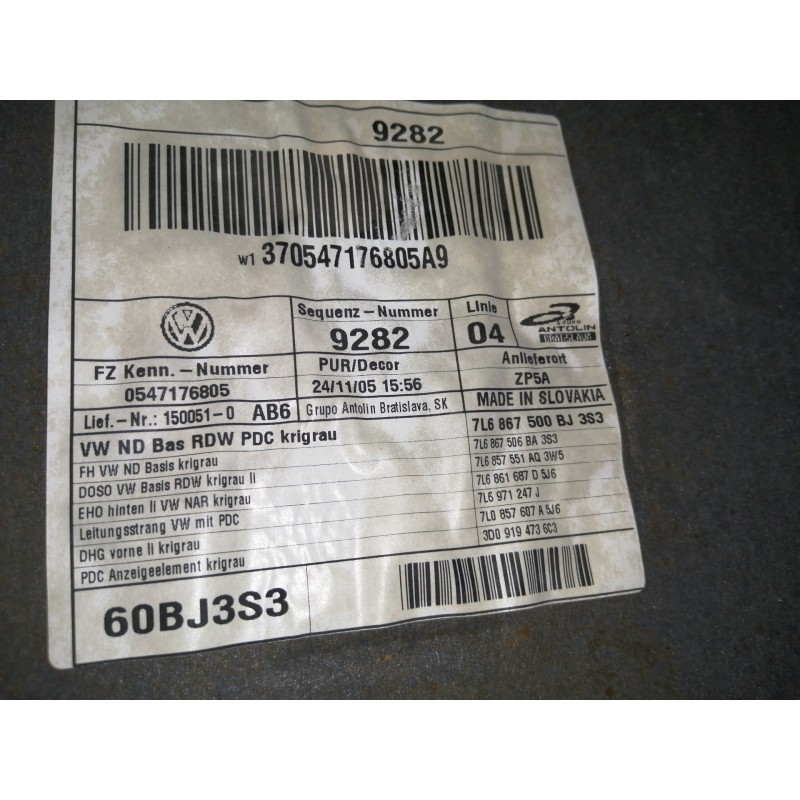 9282
W1 370547176805A9
VW
Sequenz-Nummer
9282
Linie
04
GRUPO
ANTOLIN
BRATISLAVA
FZ Kenn.-Nummer
0547176805
PUR/Decor
24/11/05 15:56
Anlieferort
ZP5A
Lief.-Nr.: 150051-0 AB6
Grupo Antolin Bratislava, SK
MADE IN SLOVAKIA
VW ND Bas RDW PDC krigrau 7L6 867 500 BJ 3S3
FH VW ND Basis krigrau 7L6 867 506 BA 3S3
DOSO VW Basis RDW krigrau li 7L6 857 551 AQ 3W5
EHO hinten li VW NAR krigrau 7L6 861 687 D 5J6
Leitungsstrang VW mit PDC 7L6 971 247 J
DHG vorne li krigrau 7L0 857 607 A 5J6
PDC Anzeigeelement krigrau 3D0 919 473 6C3
60BJ3S3